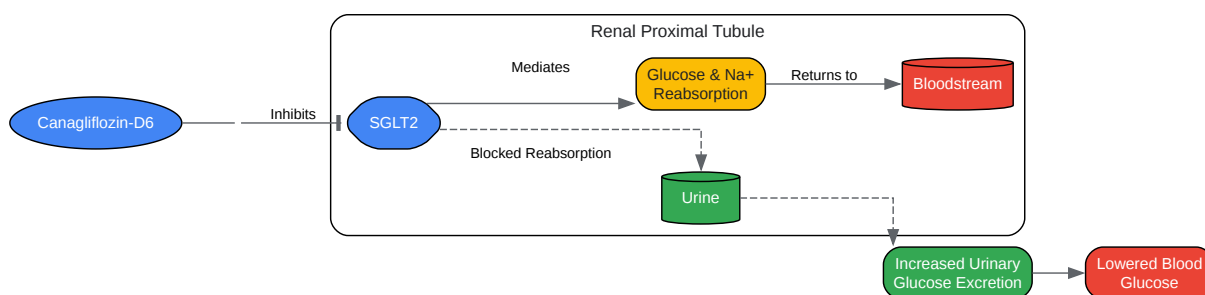 Renal Proximal Tubule
Mediates
Glucose & Na+
Reabsorption
Returns to
Bloodstream
Canagliflozin-D6
Inhibits
SGLT2
Blocked Reabsorption
Urine
Increased Urinary
Glucose Excretion
Lowered Blood
Glucose